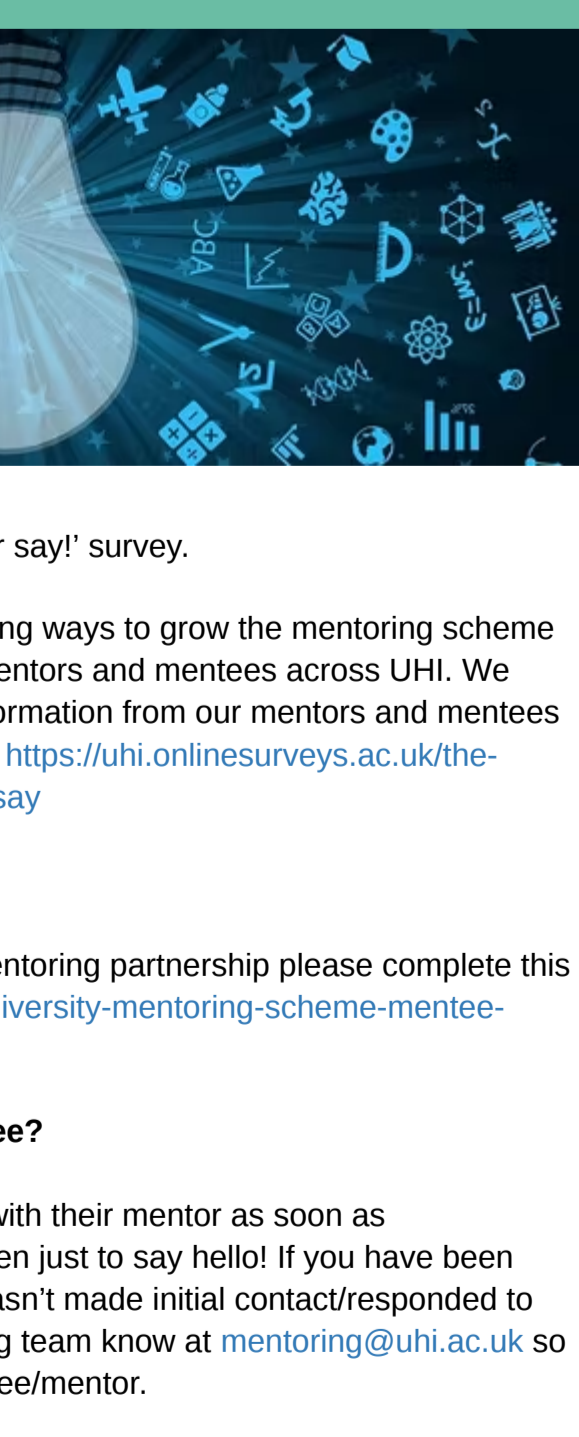 ABC
r say!’ survey.
ng ways to grow the mentoring scheme
entors and mentees across UHI. We
ormation from our mentors and mentees
https://uhi.onlinesurveys.ac.uk/the-
say
entoring partnership please complete this
iversity-mentoring-scheme-mentee-
ee?
with their mentor as soon as
en just to say hello! If you have been
asn’t made initial contact/responded to
g team know at mentoring@uhi.ac.uk so
ee/mentor.